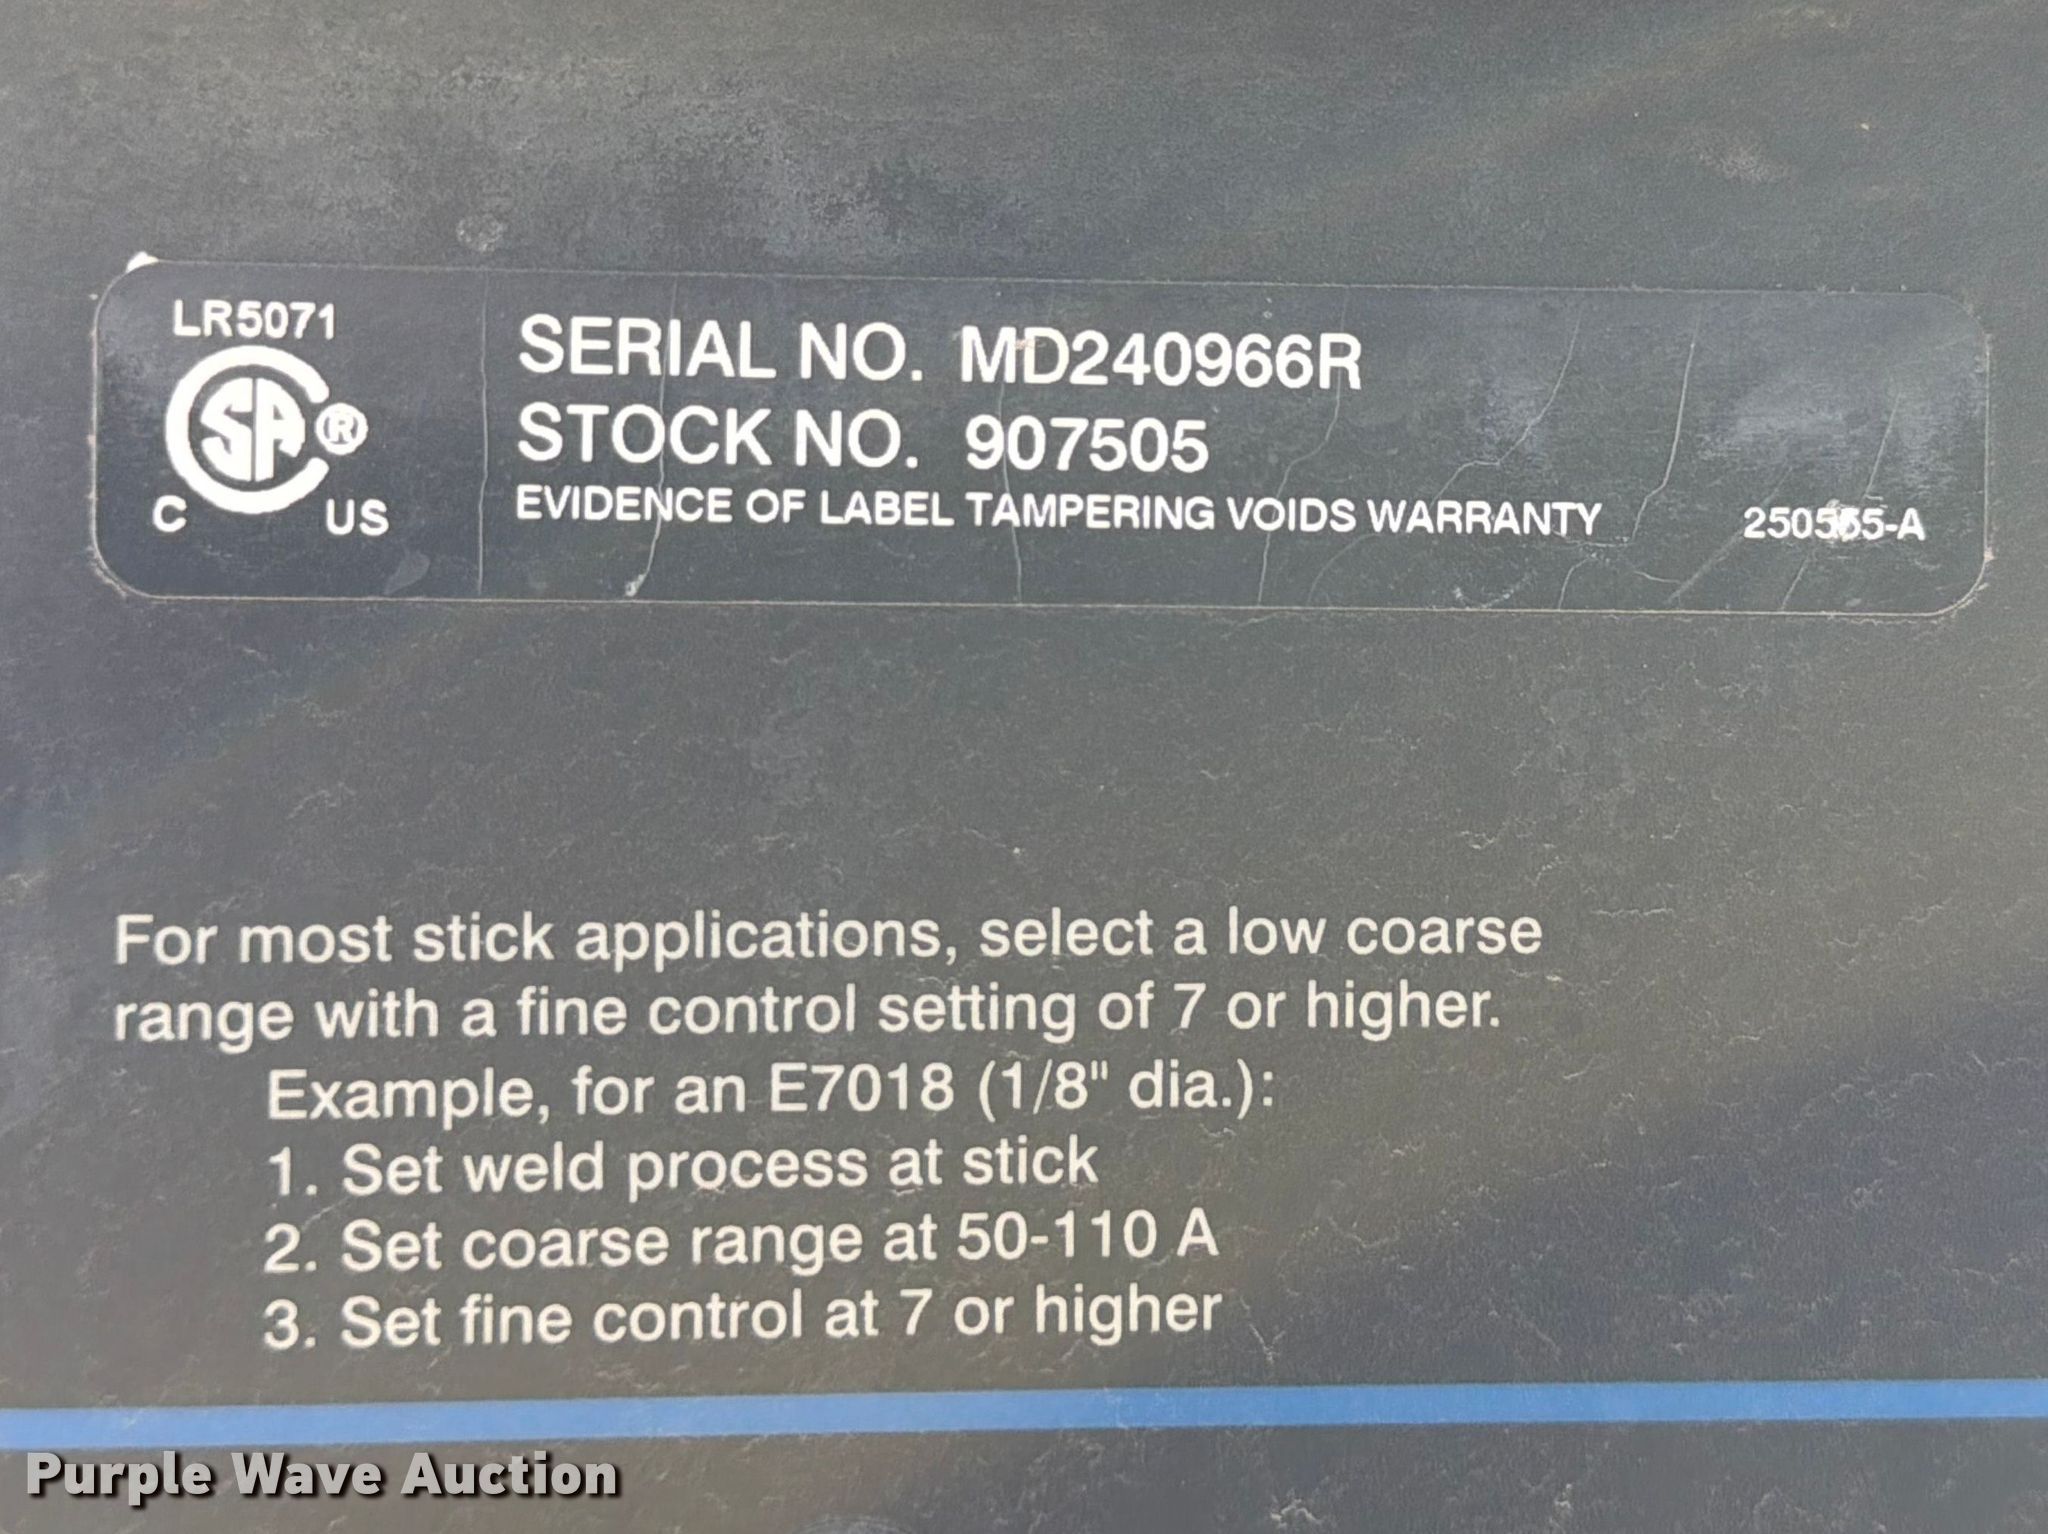 LR5071
CSA®
C US
SERIAL NO. MD240966R
STOCK NO. 907505
EVIDENCE OF LABEL TAMPERING VOIDS WARRANTY
For most stick applications, select a low coarse
range with a fine control setting of 7 or higher.
Example, for an E7018 (1/8" dia.):
1. Set weld process at stick
2. Set coarse range at 50-110 A
3. Set fine control at 7 or higher
Purple Wave Auction